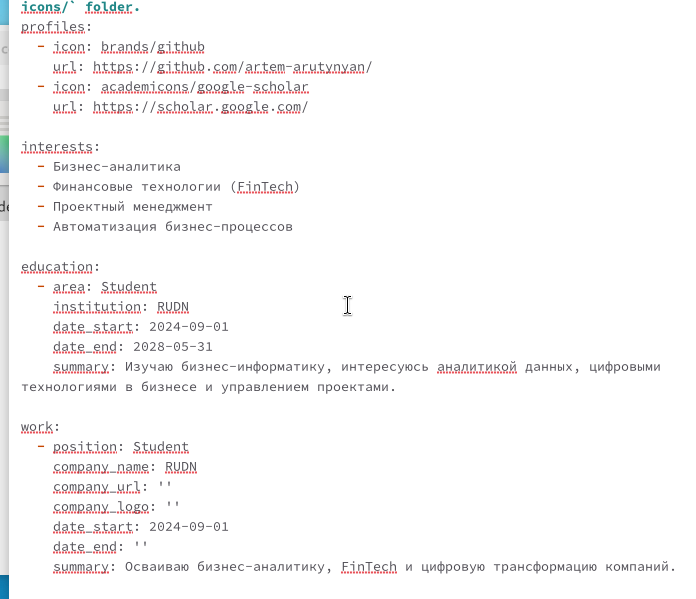 icons/` folder.
profiles:
- icon: brands/github
url: https://github.com/artem-arutynyan/
- icon: academicons/google-scholar
url: https://scholar.google.com/
interests:
- Бизнес-аналитика
- Финансовые технологии (FinTech)
- Проектный менеджмент
- Автоматизация бизнес-процессов
education:
- area: Student
institution: RUDN
date_start: 2024-09-01
date_end: 2028-05-31
summary: Изучаю бизнес-информатику, интересуюсь аналитикой данных, цифровыми
технологиями в бизнесе и управлением проектами.
work:
- position: Student
company_name: RUDN
company_url: ''
company_logo: ''
date_start: 2024-09-01
date_end: ''
summary: Осваиваю бизнес-аналитику, FinTech и цифровую трансформацию компаний.